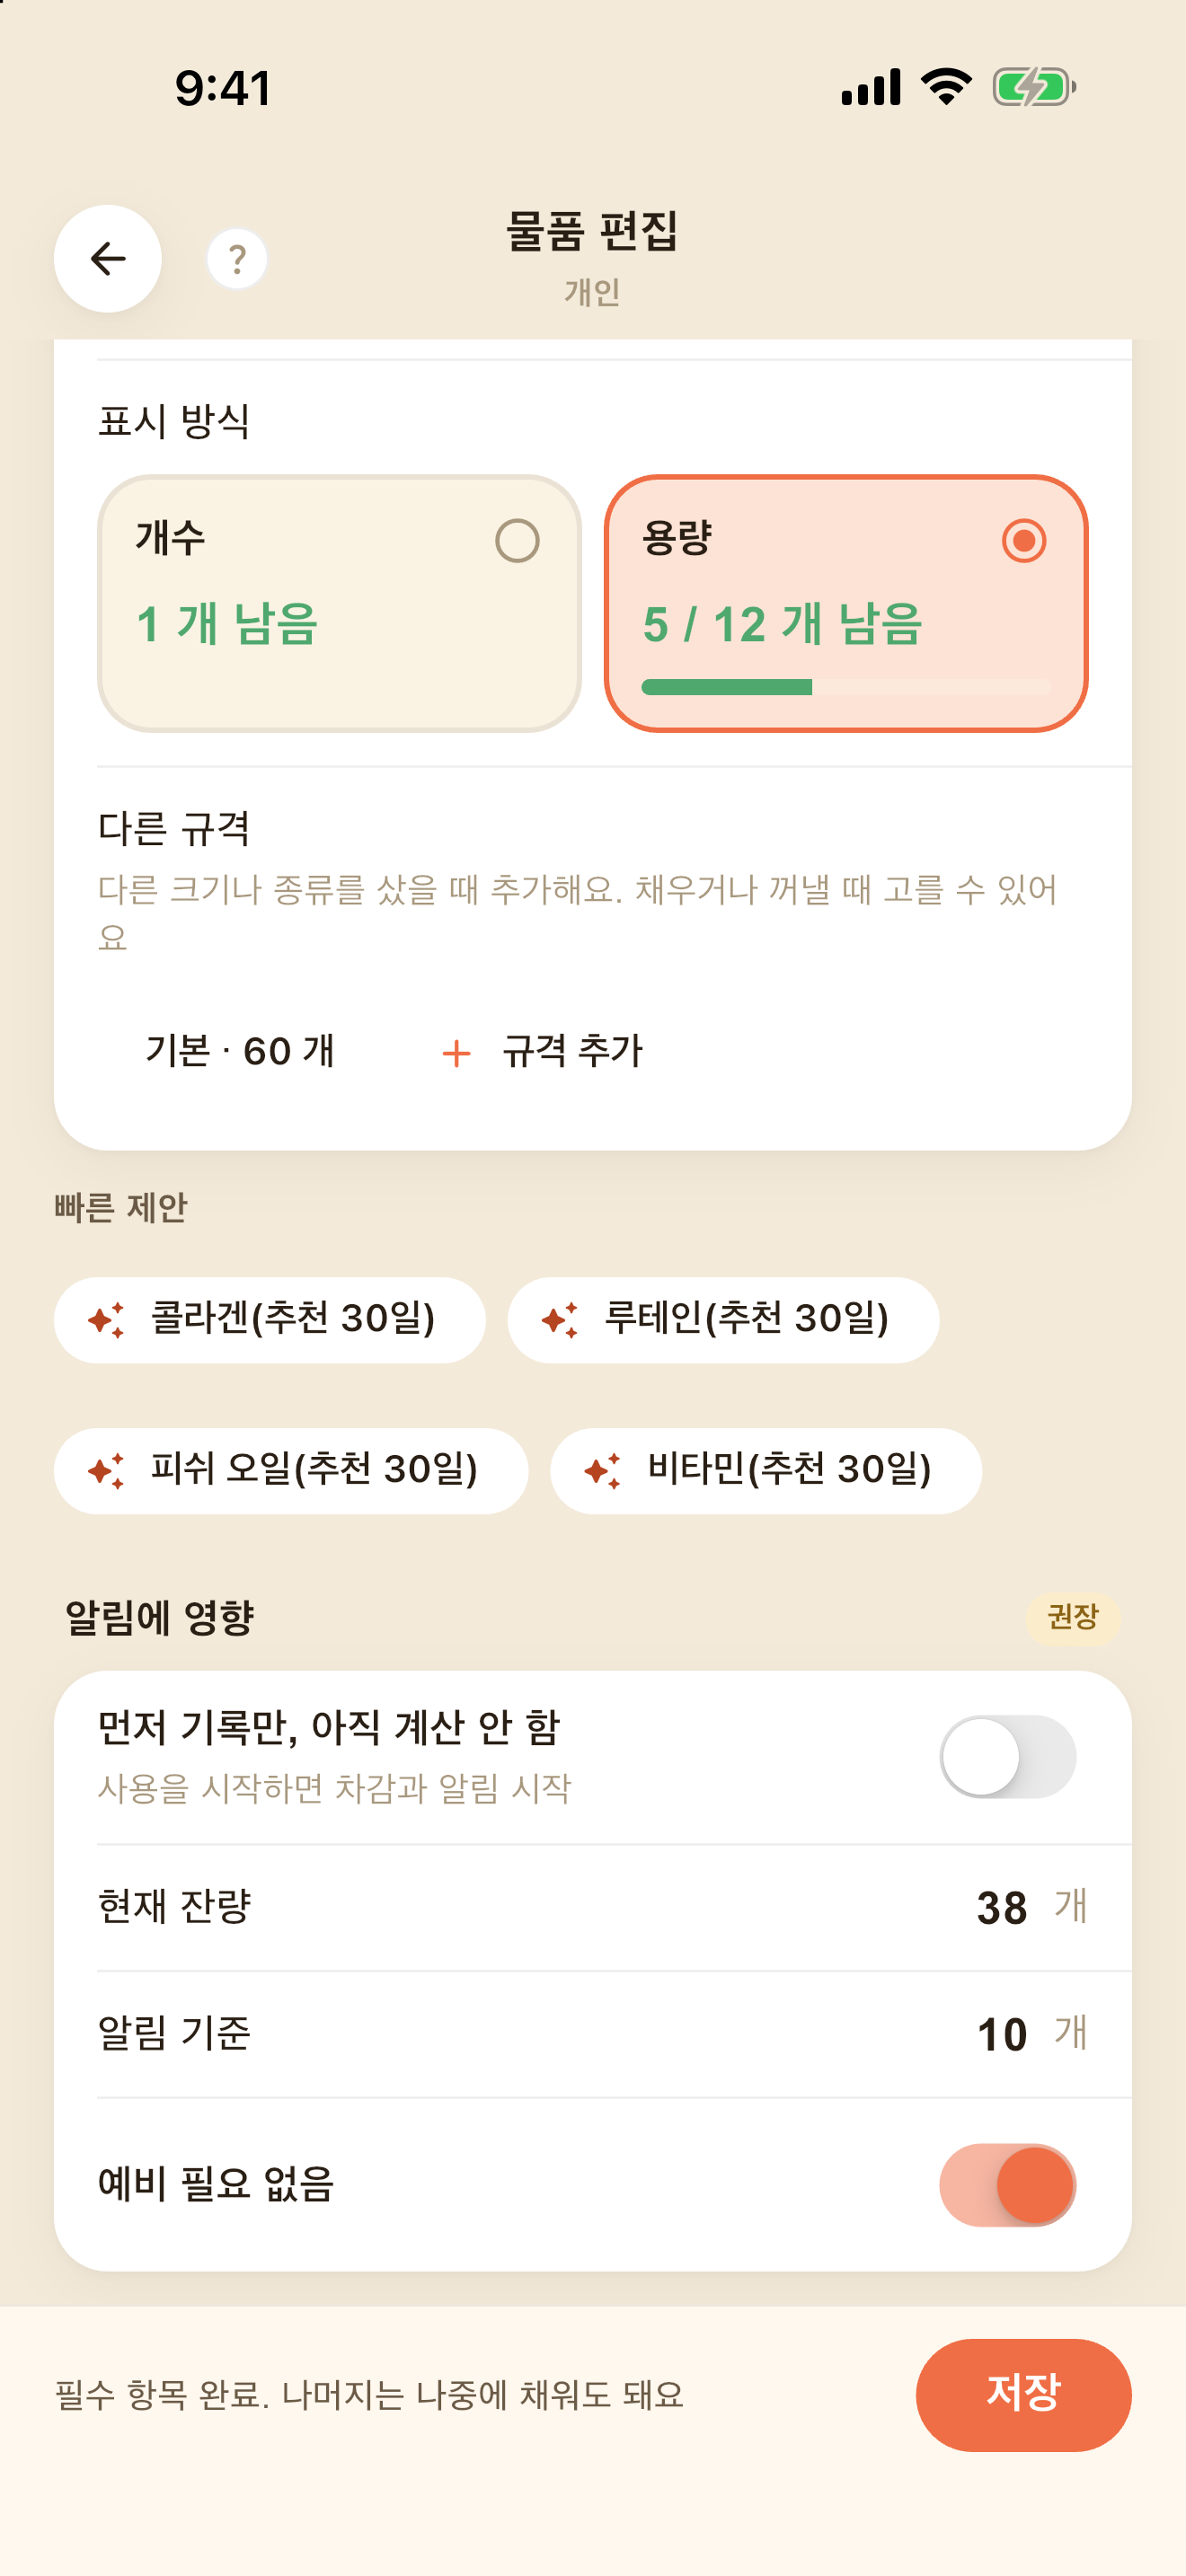 9:41
?
물품 편집
개인
표시 방식
개수
1 개 남음
용량
5 / 12 개 남음
다른 규격
다른 크기나 종류를 샀을 때 추가해요. 채우거나 꺼낼 때 고를 수 있어
요
기본 · 60 개
+ 규격 추가
빠른 제안
콜라겐(추천 30일)
루테인(추천 30일)
피쉬 오일(추천 30일)
비타민(추천 30일)
알림에 영향
권장
먼저 기록만, 아직 계산 안 함
사용을 시작하면 차감과 알림 시작
현재 잔량
38 개
알림 기준
10 개
예비 필요 없음
필수 항목 완료. 나머지는 나중에 채워도 돼요
저장